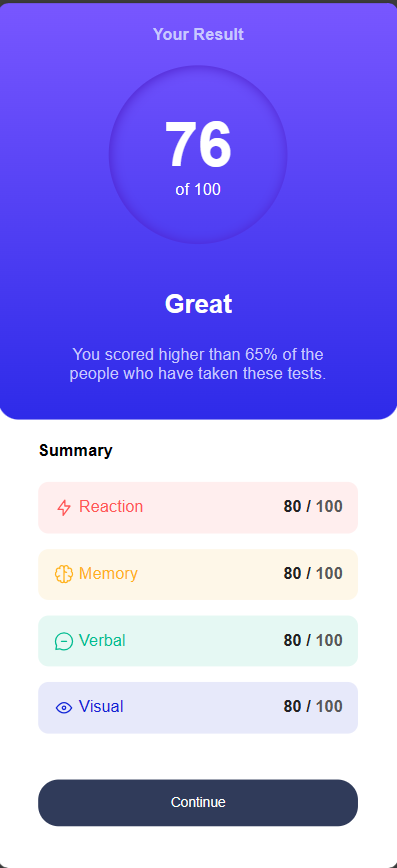 Your Result
76
of 100
Great
You scored higher than 65% of the
people who have taken these tests.
Summary
Reaction 80 / 100
Memory 80 / 100
Verbal 80 / 100
Visual 80 / 100
Continue